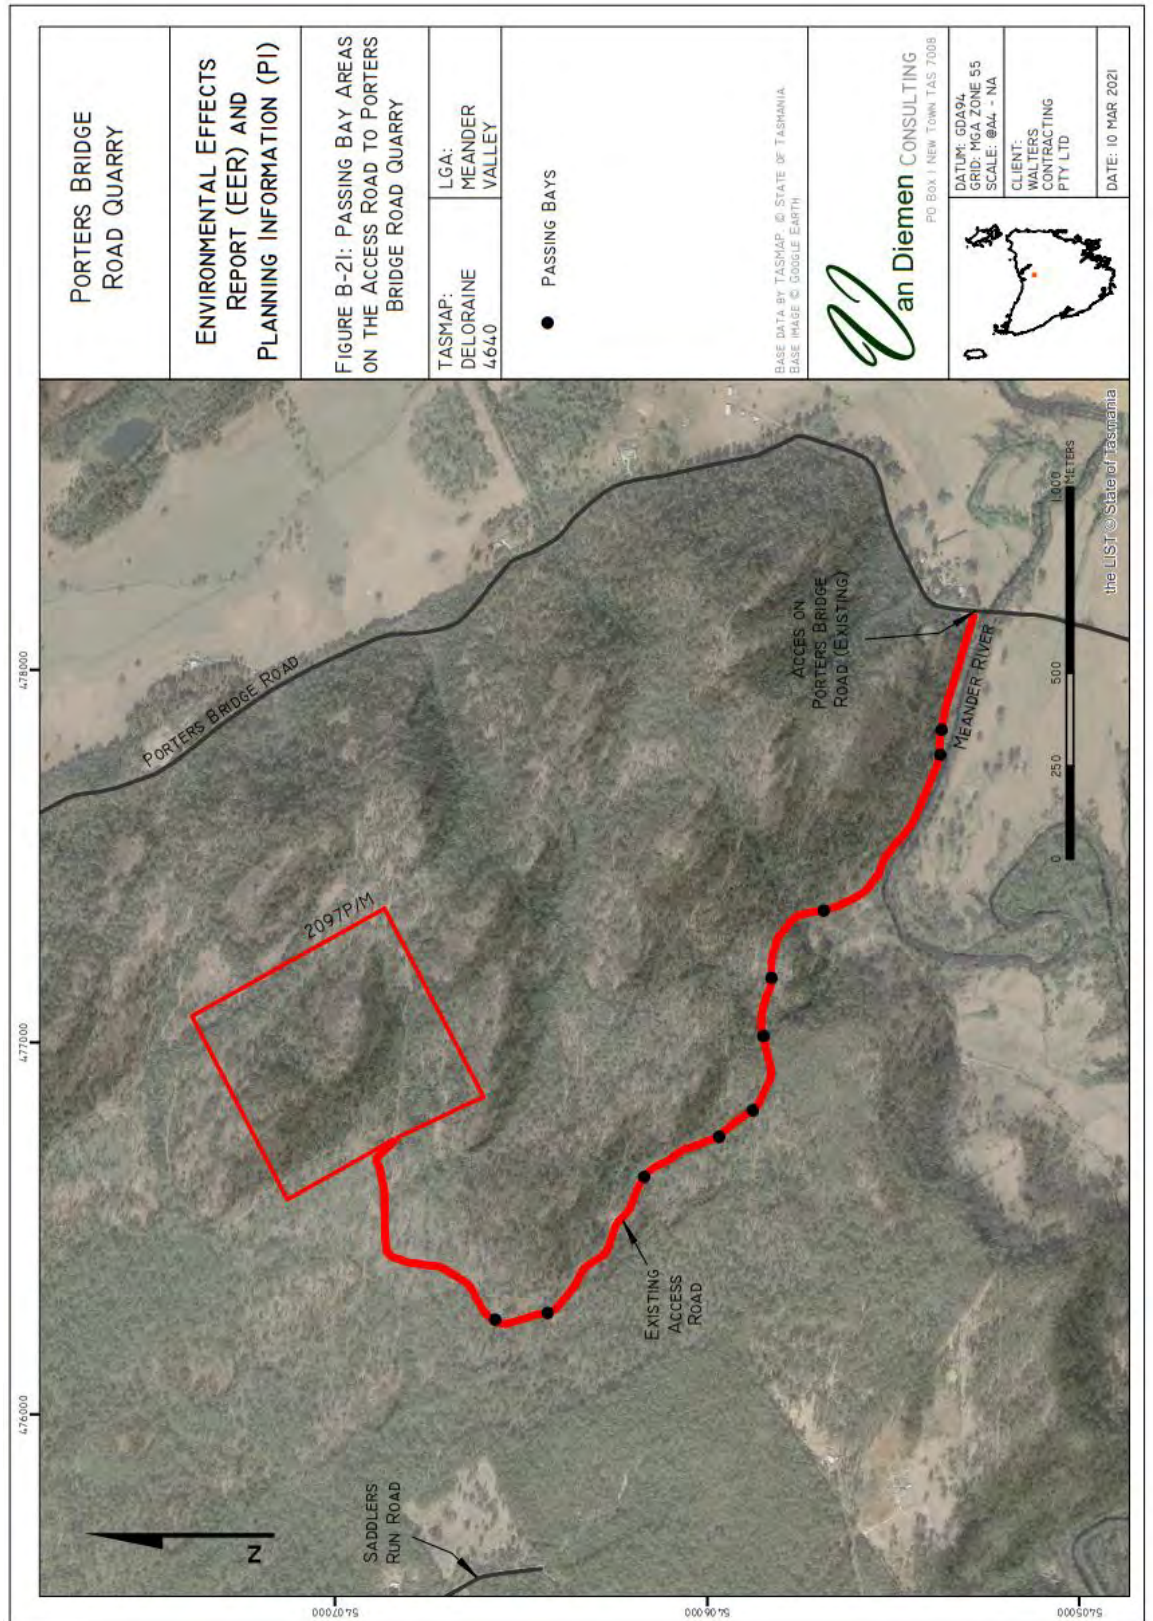 PORTERS BRIDGE
ROAD QUARRY
ENVIRONMENTAL EFFECTS
REPORT (EER) AND
PLANNING INFORMATION (PI)
FIGURE B-21: PASSING BAY AREAS
ON THE ACCESS ROAD TO PORTERS
BRIDGE ROAD QUARRY
TASMAP:
DELORAINE
4640
LGA:
MEANDER
VALLEY
PASSING BAYS
BASE DATA BY TASMAP. © STATE OF TASMANIA
BASE IMAGE © GOOGLE EARTH
an Diemen CONSULTING
PO BOX 1 NEW TOWN TAS 7008
DATUM: GDA94
GRID: MGA ZONE 55
SCALE: @A4 - NA
CLIENT:
WALTERS
CONTRACTING
PTY LTD
DATE: 10 MAR 2021
476000
477000
478000
5407000
5406000
5405000
N
SADDLERS
RUN ROAD
2097P/M
PORTERS BRIDGE ROAD
EXISTING
ACCESS
ROAD
ACCES ON
PORTERS BRIDGE
ROAD (EXISTING)
MEANDER RIVER
0
250
500
1,000
METERS
the LIST © State of Tasmania